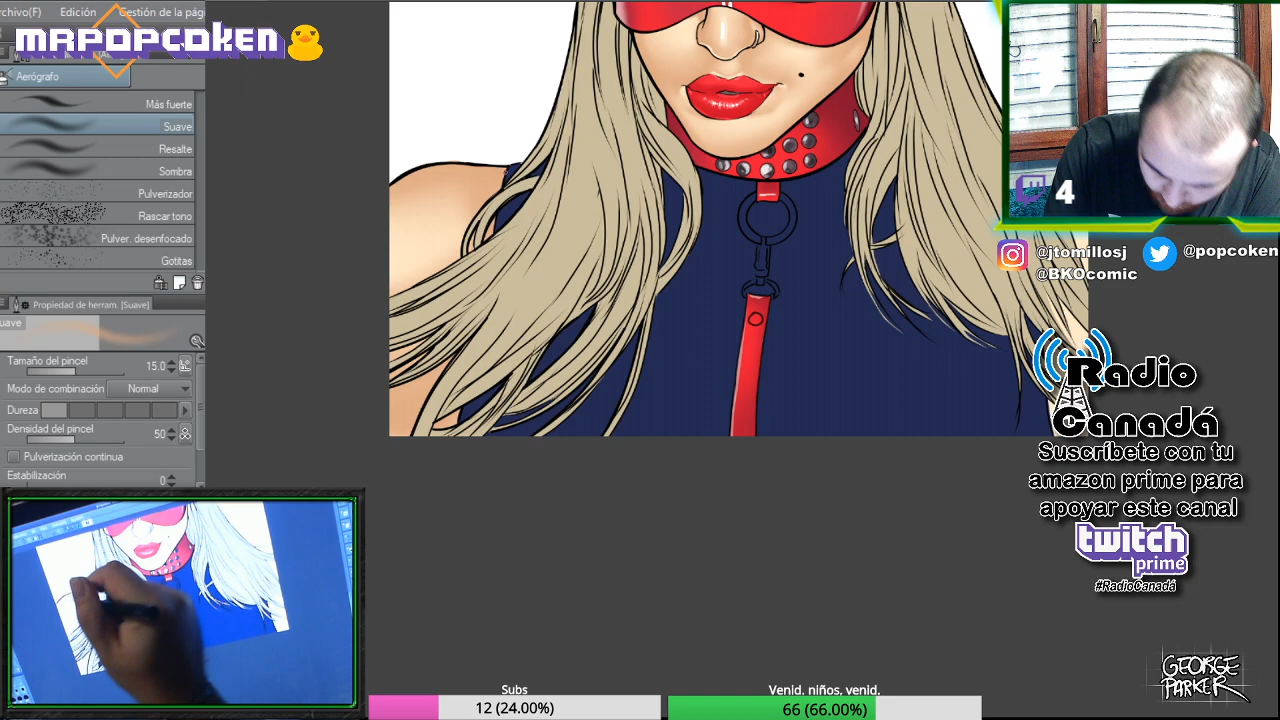 rchivo(F) Edición Gestión de la pág
MRPOPCOKEN
Aerógrafo
Más fuerte
Suave
Resalte
Sombra
Pulverizador
Rascar tono
Pulver. desenfocado
Gotitas
Propiedad de herram. [Suave]
uave
Tamaño del pincel 15.0
Modo de combinación Normal
Dureza
Densidad del pincel 50
Pulverización continua
Estabilización 0
4
@jtomillosj @popcoken
@BKOcomic
Radio
Canadá
Suscríbete con tu
amazon prime para
apoyar este canal
twitch
prime
#RadioCanadá
GEORGE
PARKER
Subs
12 (24.00%)
Venid, niños, venid.
66 (66.00%)